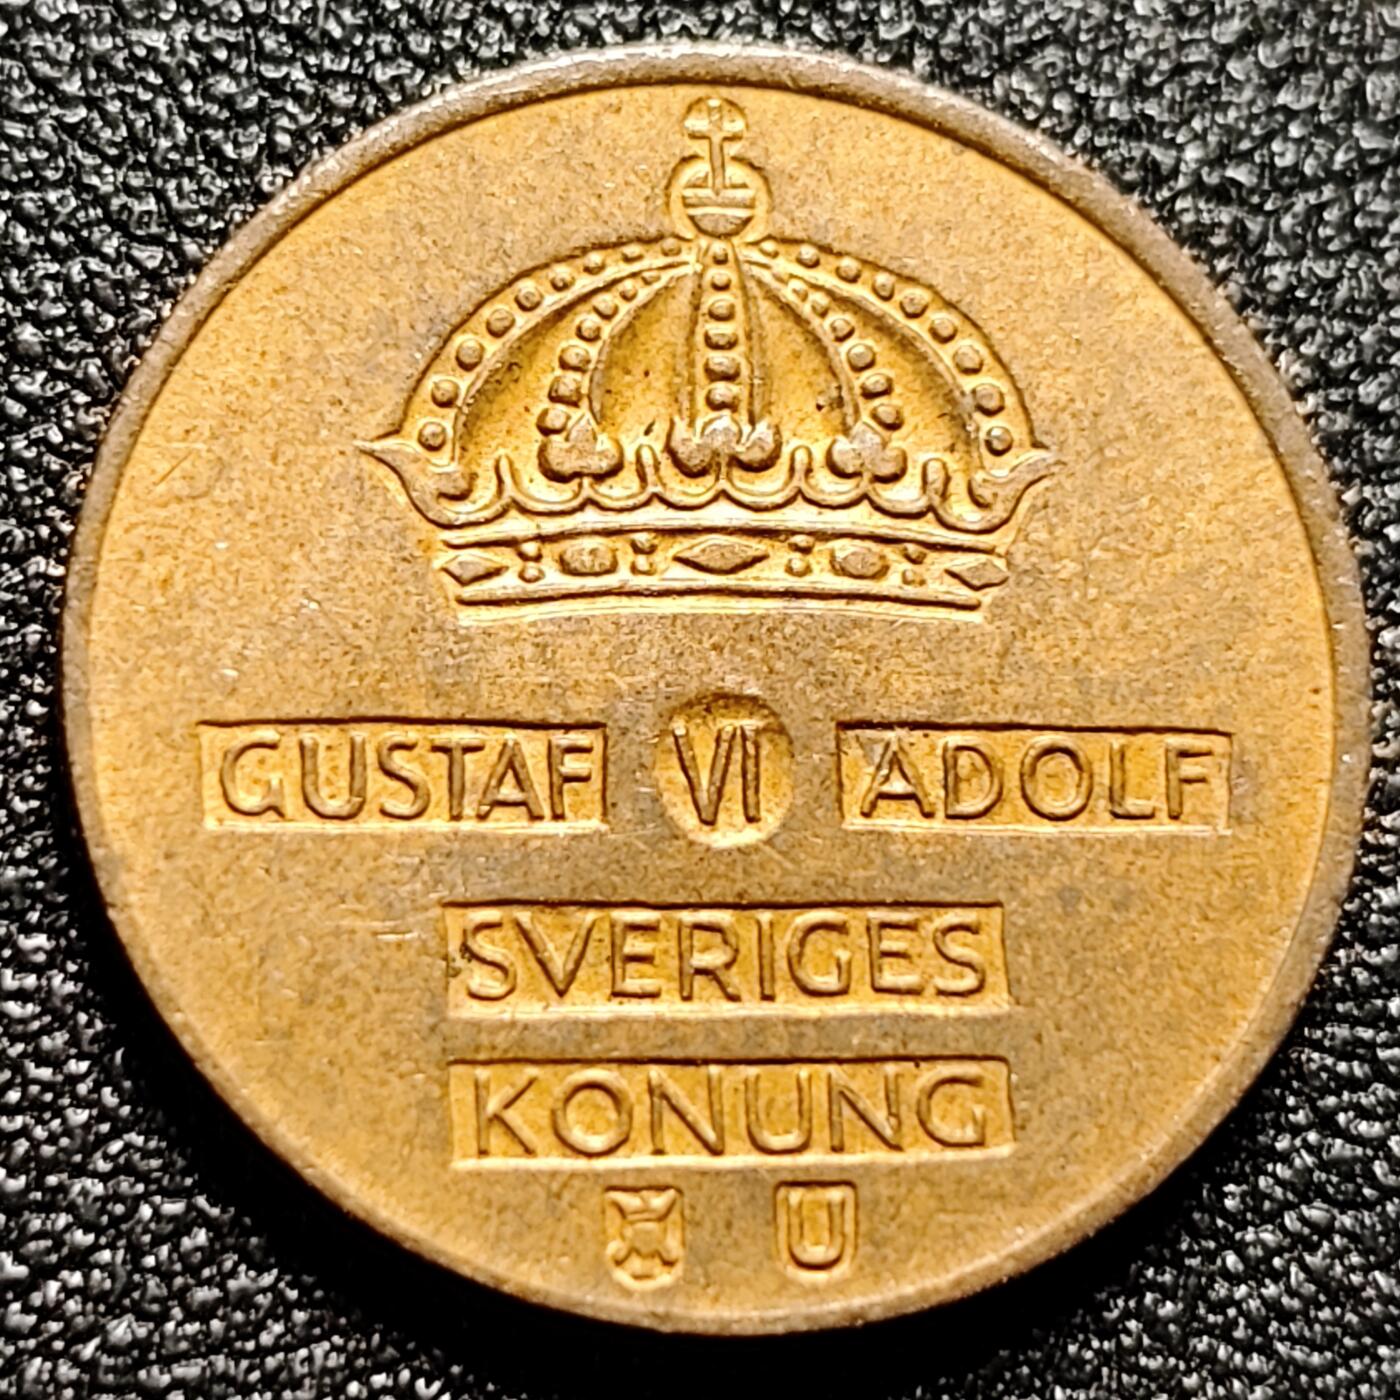 GUSTAF VI ADOLF
SVERIGES
KONUNG
U